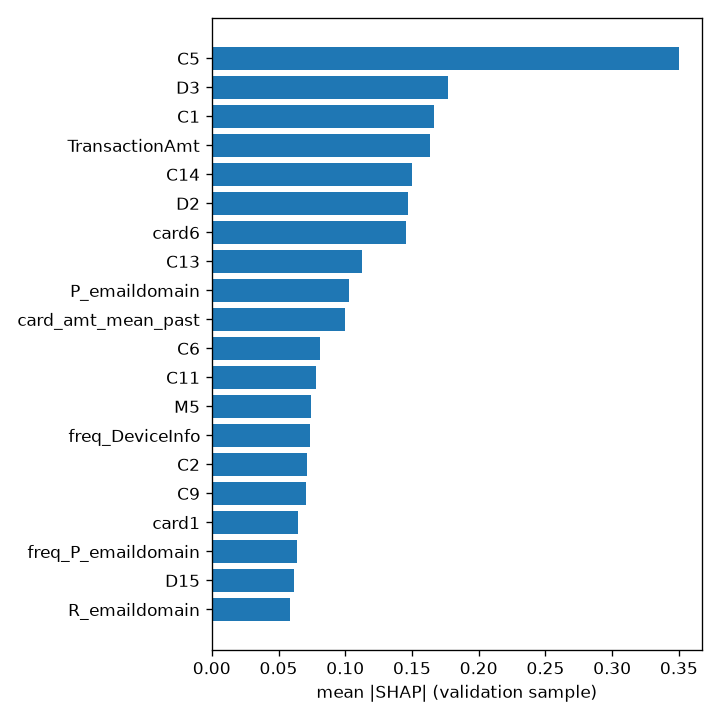 C5
D3
C1
TransactionAmt
C14
D2
card6
C13
P_emaildomain
card_amt_mean_past
C6
C11
M5
freq_DeviceInfo
C2
C9
card1
freq_P_emaildomain
D15
R_emaildomain
0.00 0.05 0.10 0.15 0.20 0.25 0.30 0.35
mean |SHAP| (validation sample)